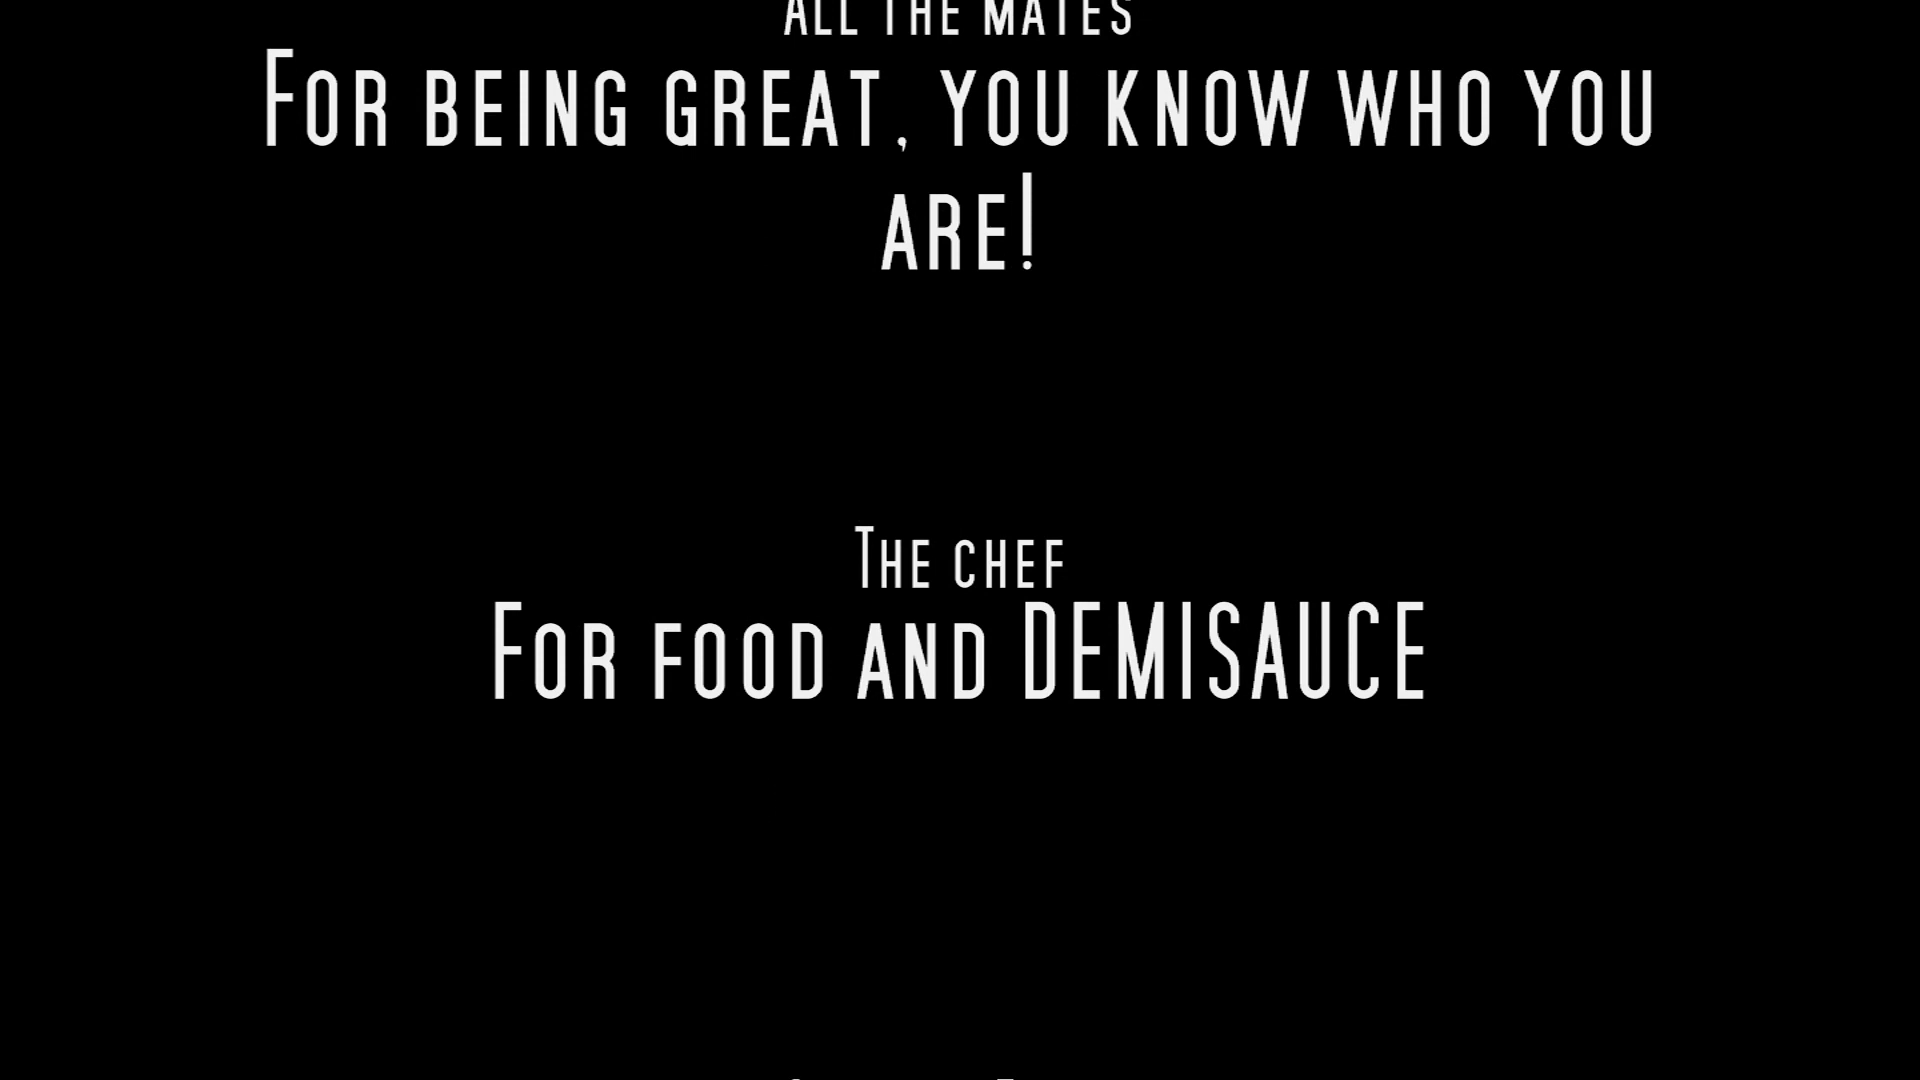 All the mates
For being great, you know who you
are!
The chef
For food and DEMISAUCE